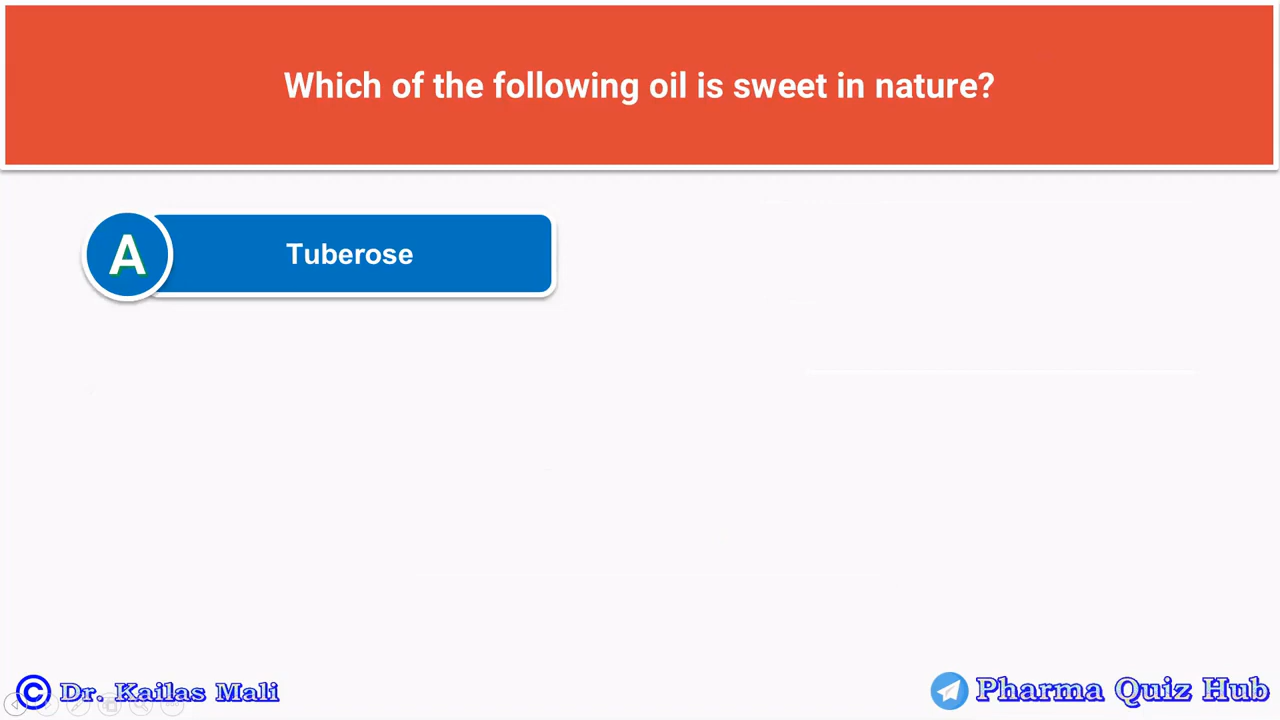 Which of the following oil is sweet in nature?
A
Tuberose
© Dr. Kailas Mali
Pharma Quiz Hub